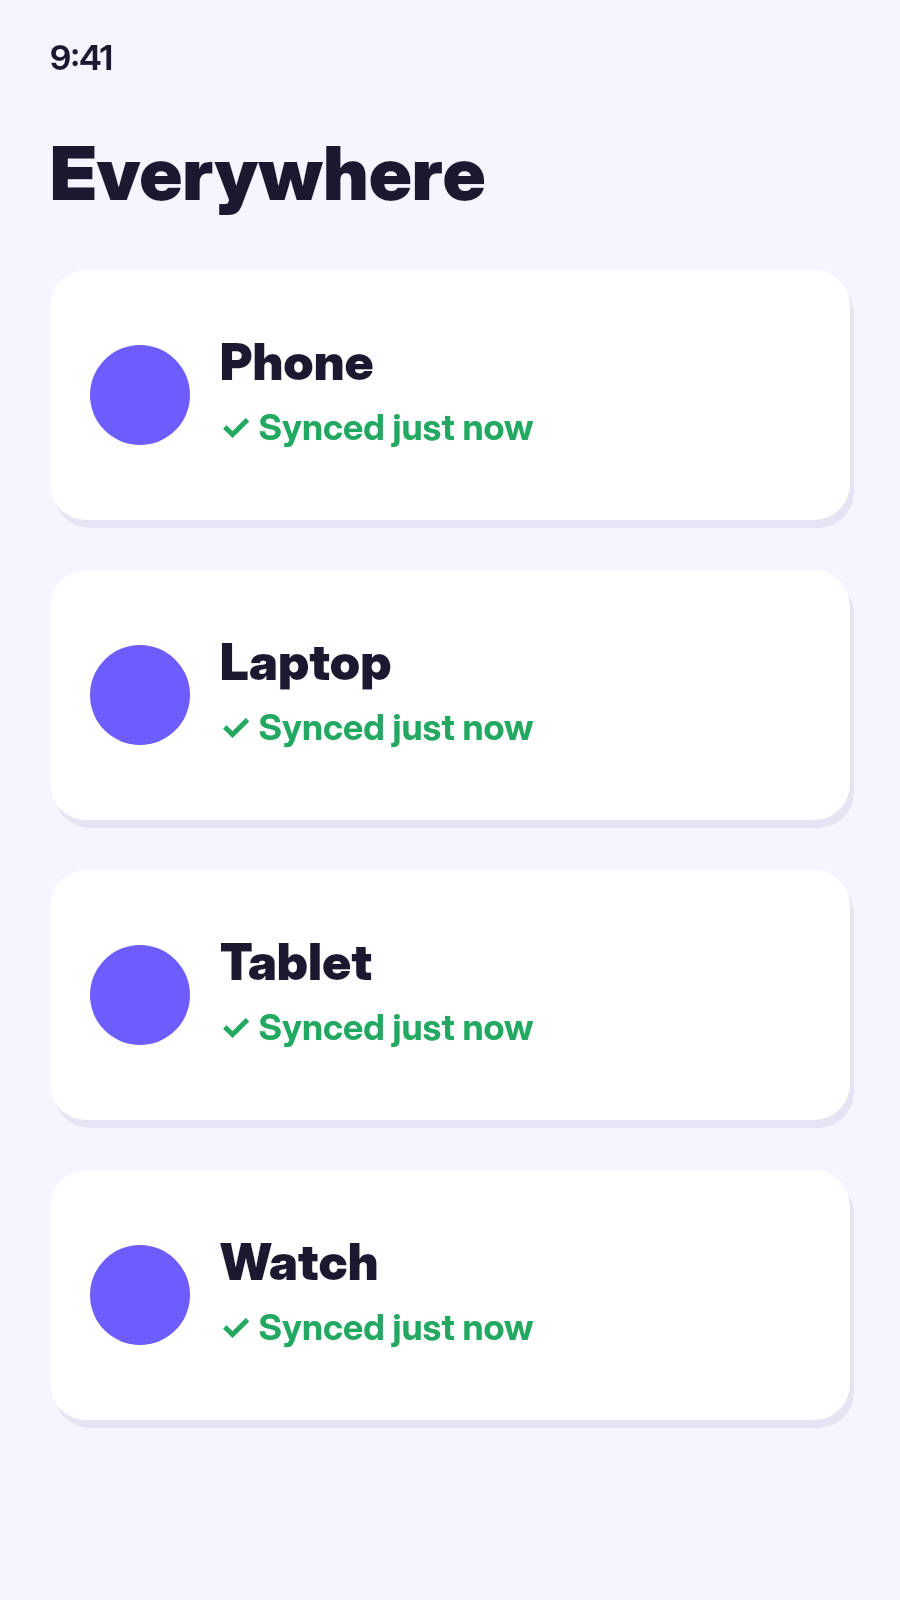 9:41
Everywhere
Phone
✓ Synced just now
Laptop
✓ Synced just now
Tablet
✓ Synced just now
Watch
✓ Synced just now